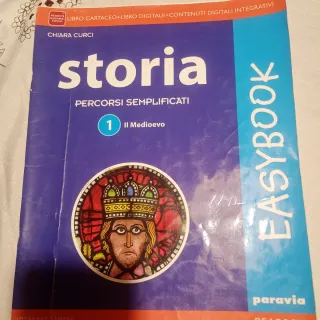 LIBRO CARTACEO+LIBRO DIGITALE+CONTENUTI DIGITALI INTEGRATIVI
CHIARA CURCI
storia
PERCORSI SEMPLIFICATI
1 Il Medioevo
EASYBOOK
paravia